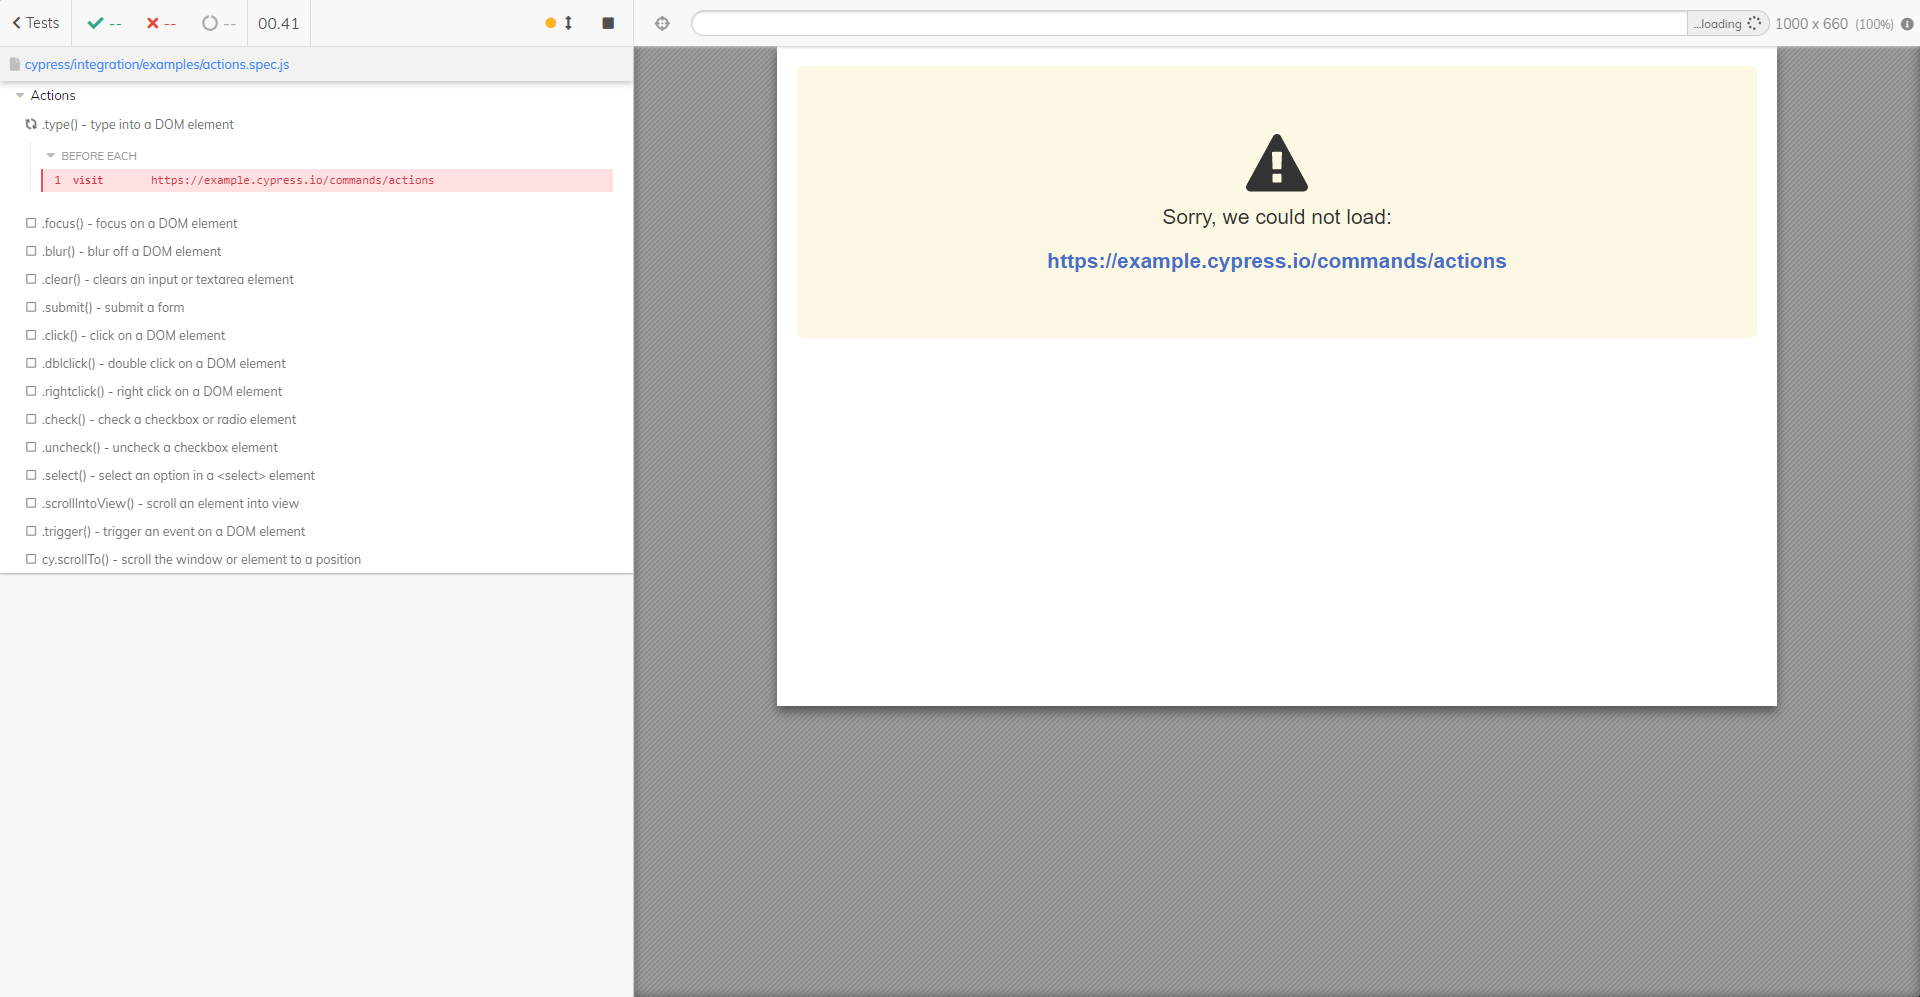 Tests -- -- -- 00.41
...loading 1000 x 660 (100%)
cypress/integration/examples/actions.spec.js
Actions
.type() - type into a DOM element
BEFORE EACH
1 visit https://example.cypress.io/commands/actions
.focus() - focus on a DOM element
.blur() - blur off a DOM element
.clear() - clears an input or textarea element
.submit() - submit a form
.click() - click on a DOM element
.dblclick() - double click on a DOM element
.rightclick() - right click on a DOM element
.check() - check a checkbox or radio element
.uncheck() - uncheck a checkbox element
.select() - select an option in a <select> element
.scrollIntoView() - scroll an element into view
.trigger() - trigger an event on a DOM element
cy.scrollTo() - scroll the window or element to a position
Sorry, we could not load:
https://example.cypress.io/commands/actions